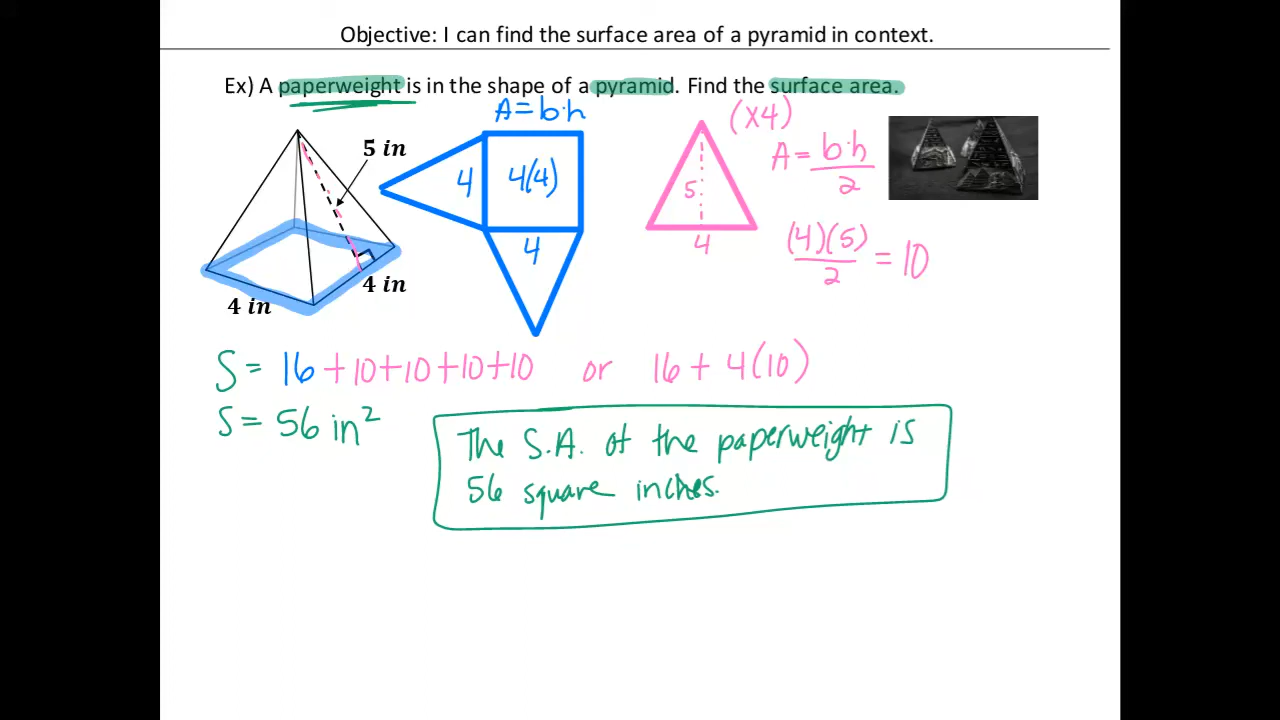 Objective: I can find the surface area of a pyramid in context.
Ex) A paperweight is in the shape of a pyramid. Find the surface area.
A = b·h
(x4)
5 in
4
4(4)
4
4 in
4 in
5
4
A = b·h/2
(4)(5)/2 = 10
S = 16 + 10 + 10 + 10 + 10 or 16 + 4(10)
S = 56 in²
The S.A. of the paperweight is
56 square inches.